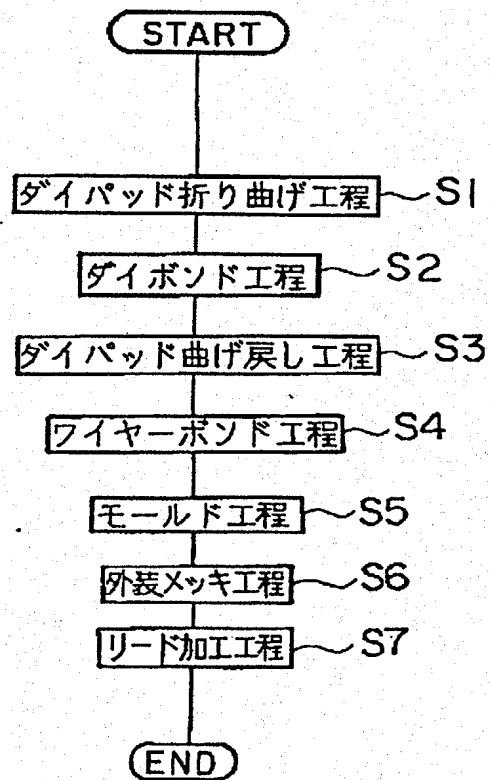 START
ダイパッド折り曲げ工程 S1
ダイボンド工程 S2
ダイパッド曲げ戻し工程 S3
ワイヤーボンド工程 S4
モールド工程 S5
外装メッキ工程 S6
リード加工工程 S7
END